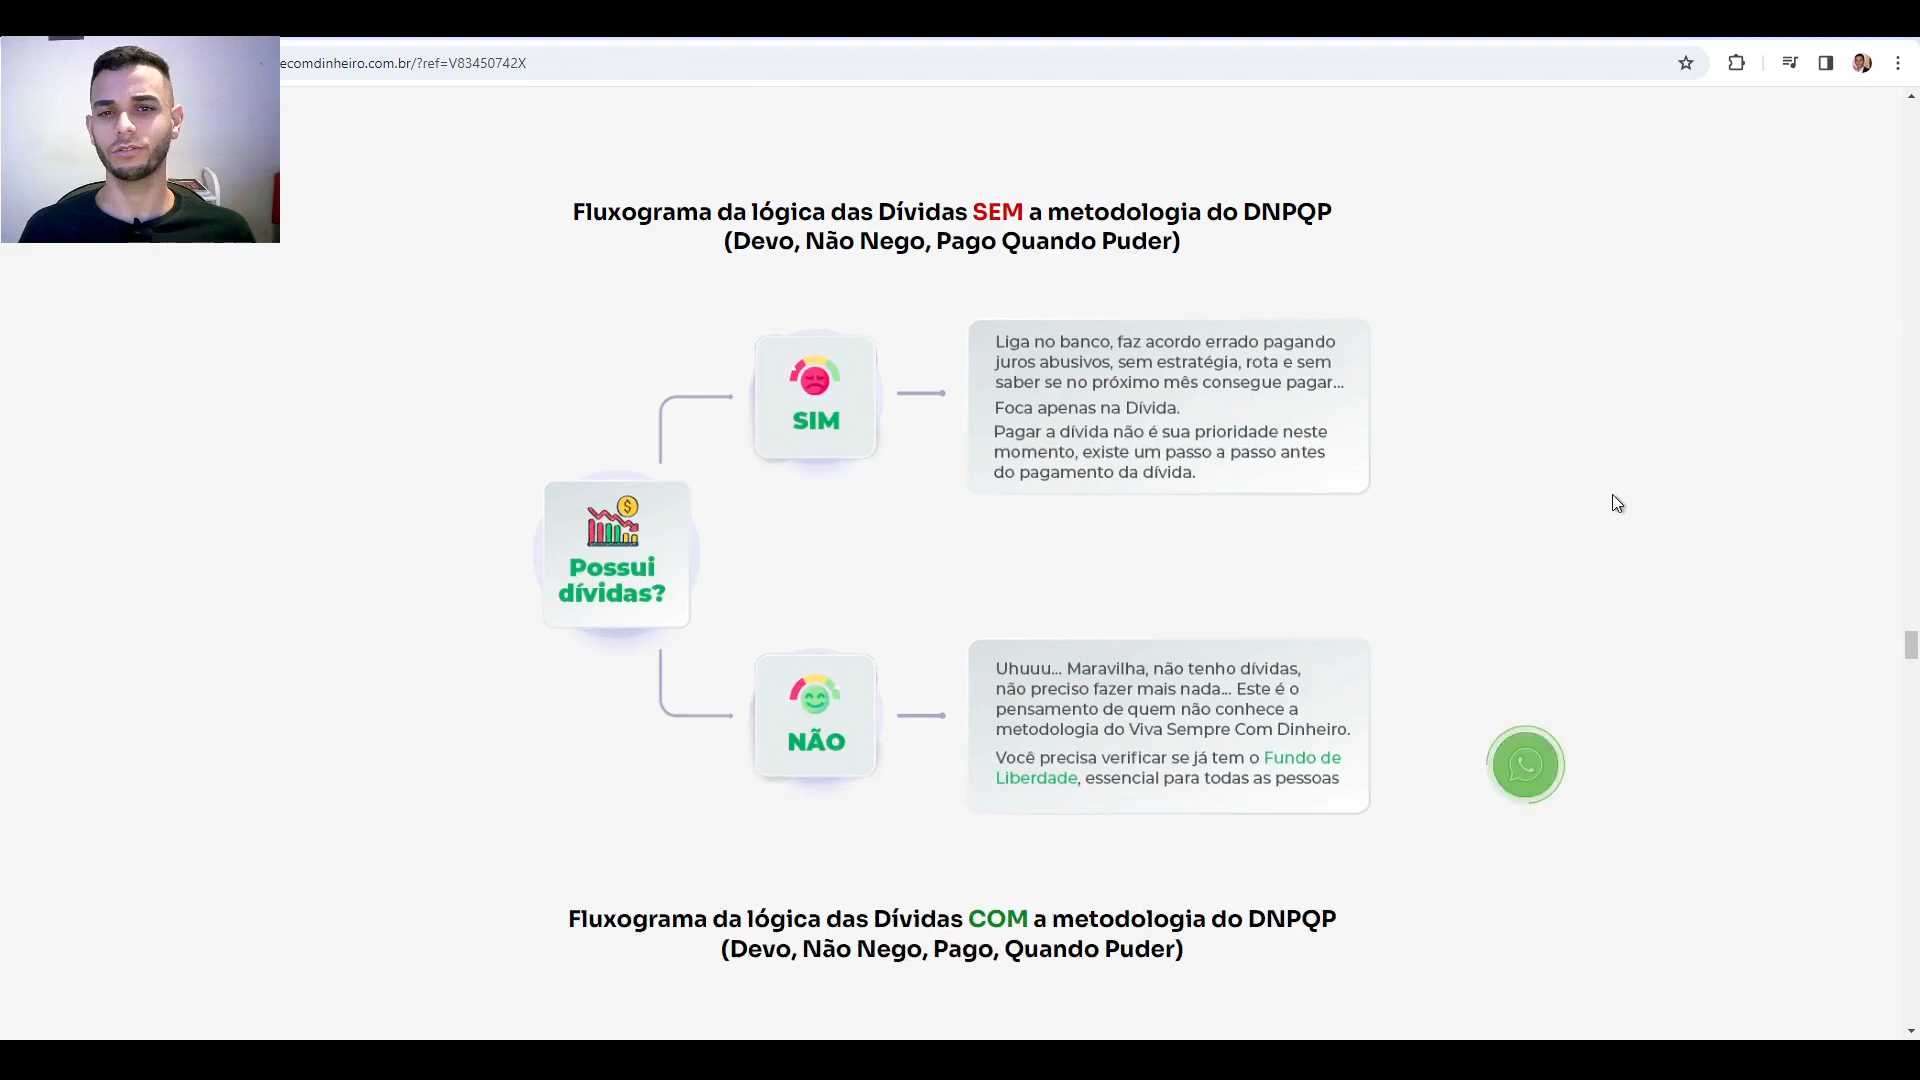 ecomdinheiro.com.br/?ref=V83450742X
Fluxograma da lógica das Dívidas SEM a metodologia do DNPQP
(Devo, Não Nego, Pago Quando Puder)
Liga no banco, faz acordo errado pagando
juros abusivos, sem estratégia, rota e sem
saber se no próximo mês consegue pagar...
Foca apenas na Dívida.
Pagar a dívida não é sua prioridade neste
momento, existe um passo a passo antes
do pagamento da dívida.
SIM
$
Possui
dívidas?
NÃO
Uhuuu... Maravilha, não tenho dívidas,
não preciso fazer mais nada... Este é o
pensamento de quem não conhece a
metodologia do Viva Sempre Com Dinheiro.
Você precisa verificar se já tem o Fundo de
Liberdade, essencial para todas as pessoas
Fluxograma da lógica das Dívidas COM a metodologia do DNPQP
(Devo, Não Nego, Pago, Quando Puder)